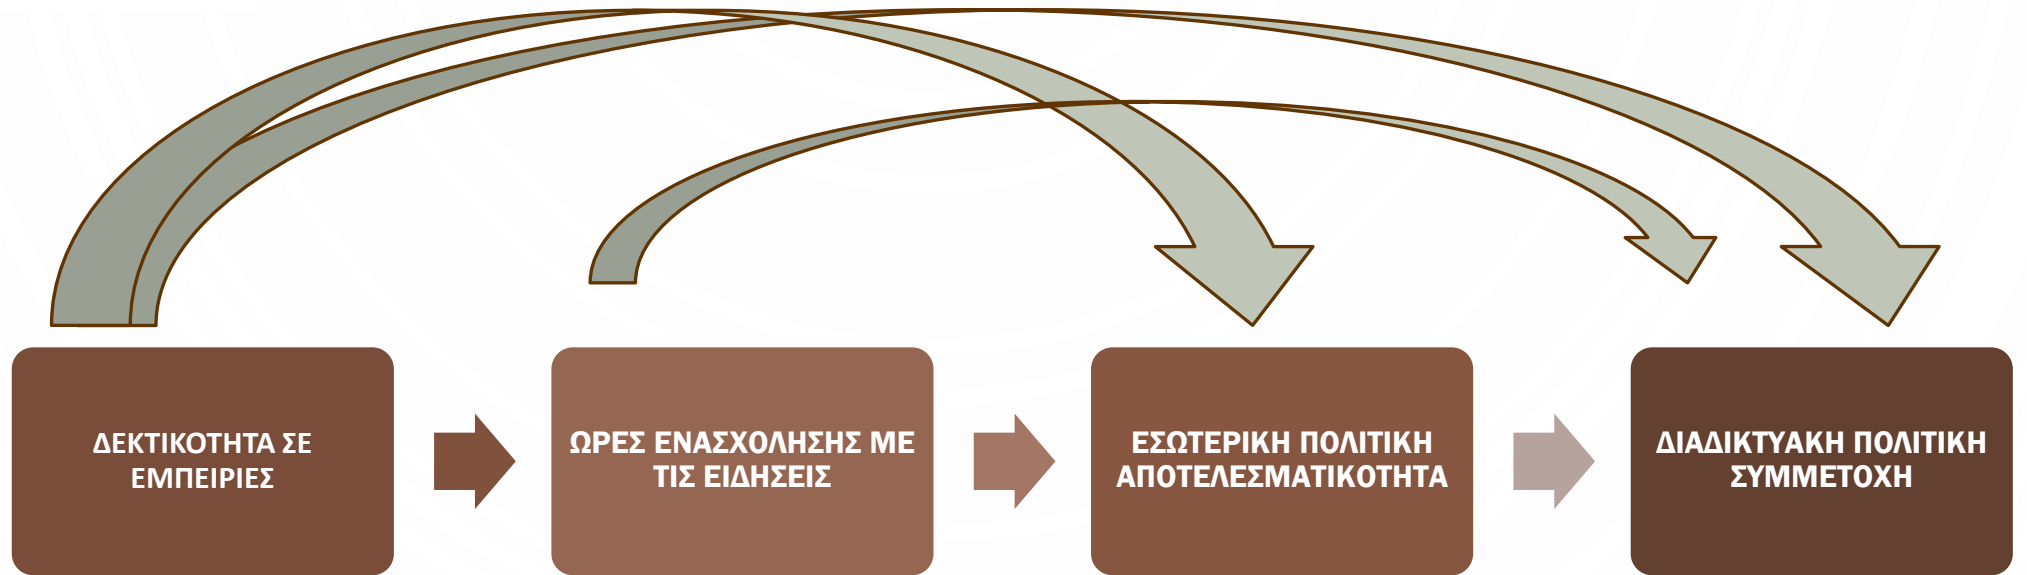 ΔΕΚΤΙΚΟΤΗΤΑ ΣΕ
ΕΜΠΕΙΡΙΕΣ
ΩΡΕΣ ΕΝΑΣΧΟΛΗΣΗΣ ΜΕ
ΤΙΣ ΕΙΔΗΣΕΙΣ
ΕΣΩΤΕΡΙΚΗ ΠΟΛΙΤΙΚΗ
ΑΠΟΤΕΛΕΣΜΑΤΙΚΟΤΗΤΑ
ΔΙΑΔΙΚΤΥΑΚΗ ΠΟΛΙΤΙΚΗ
ΣΥΜΜΕΤΟΧΗ